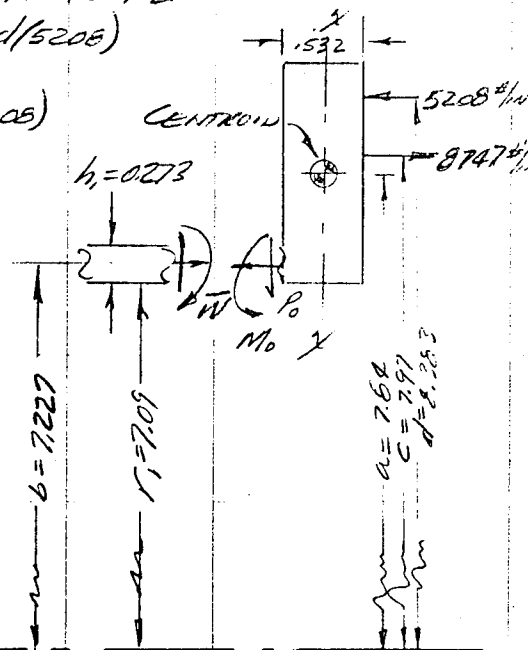 d(5208)
08)
X
.532
5208 #/IN
CENTROID
8747 #/I
h₁=0.273
W̅
P₀
M₀
X
b=7.227
r₁=7.09
a=7.64
c=7.97